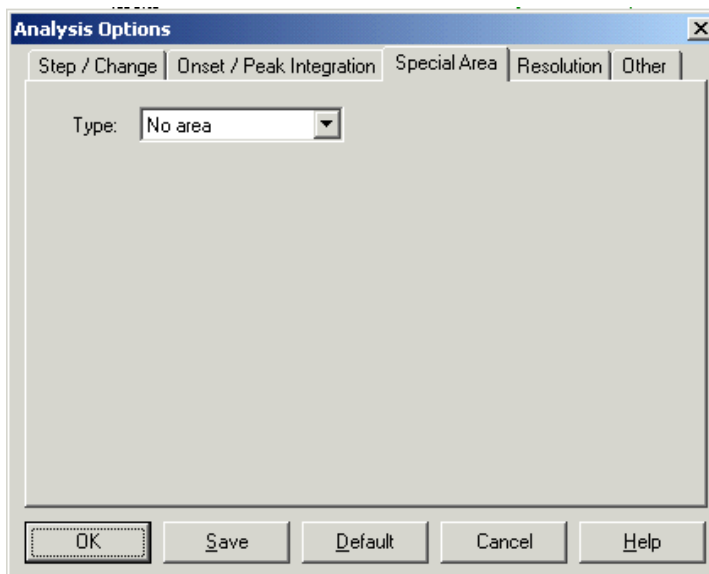 Analysis Options
Step / Change Onset / Peak Integration Special Area Resolution Other
Type: No area
OK Save Default Cancel Help